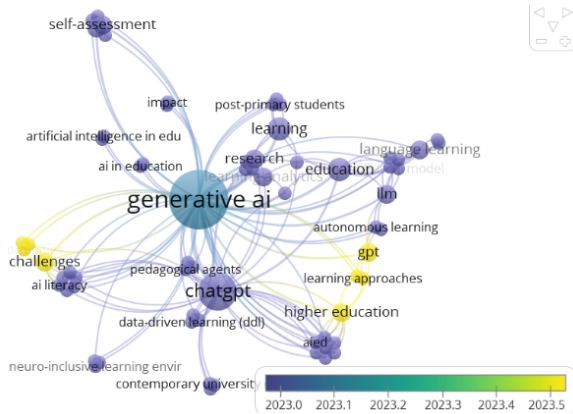 self-assessment
impact
post-primary students
learning
artificial intelligence in edu
research
language learning
ai in education
learning analytics
education
model
generative ai
llm
autonomous learning
challenges
gpt
pedagogical agents
learning approaches
ai literacy
chatgpt
higher education
data-driven learning (ddl)
aied
neuro-inclusive learning envir
contemporary university
2023.0 2023.1 2023.2 2023.3 2023.4 2023.5